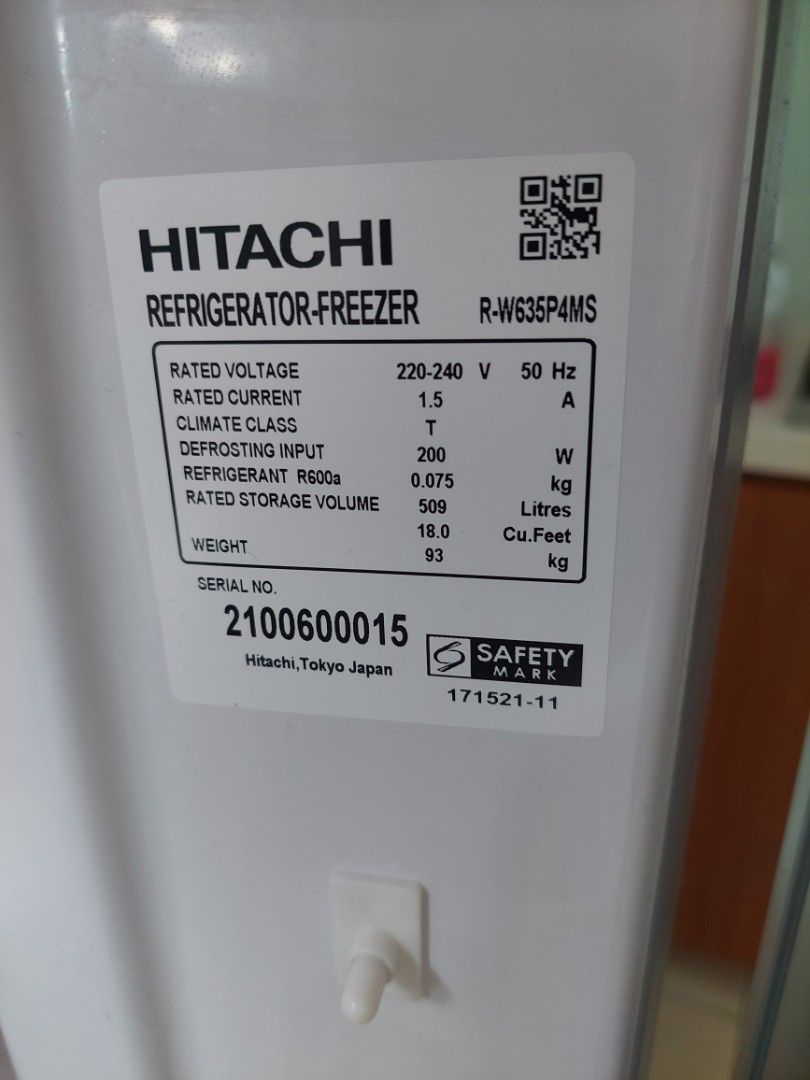 HITACHI
REFRIGERATOR-FREEZER R-W635P4MS
RATED VOLTAGE 220-240 V 50 Hz
RATED CURRENT 1.5 A
CLIMATE CLASS T
DEFROSTING INPUT 200 W
REFRIGERANT R600a 0.075 kg
RATED STORAGE VOLUME 509 Litres
18.0 Cu.Feet
WEIGHT 93 kg
SERIAL NO.
2100600015
Hitachi,Tokyo Japan
SAFETY
MARK
171521-11